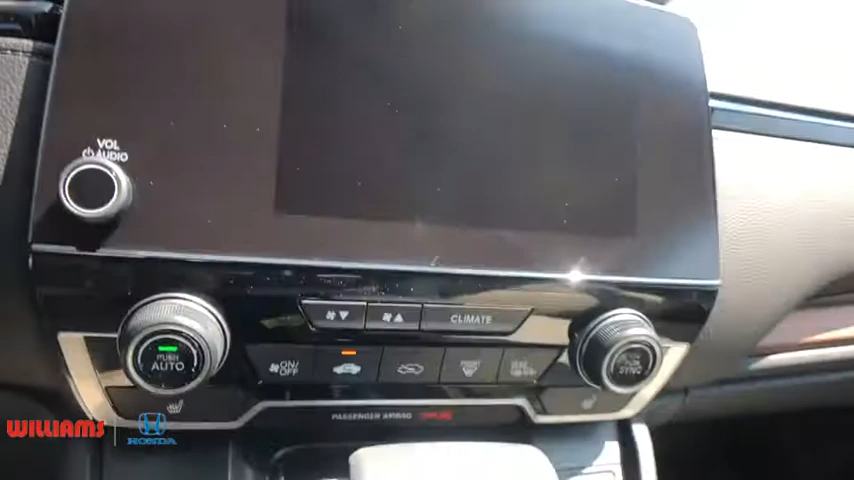 VOL
AUDIO
CLIMATE
PUSH
AUTO
ON/
OFF
PUSH
SYNC
PASSENGER AIRBAG
WILLIAMS
HONDA